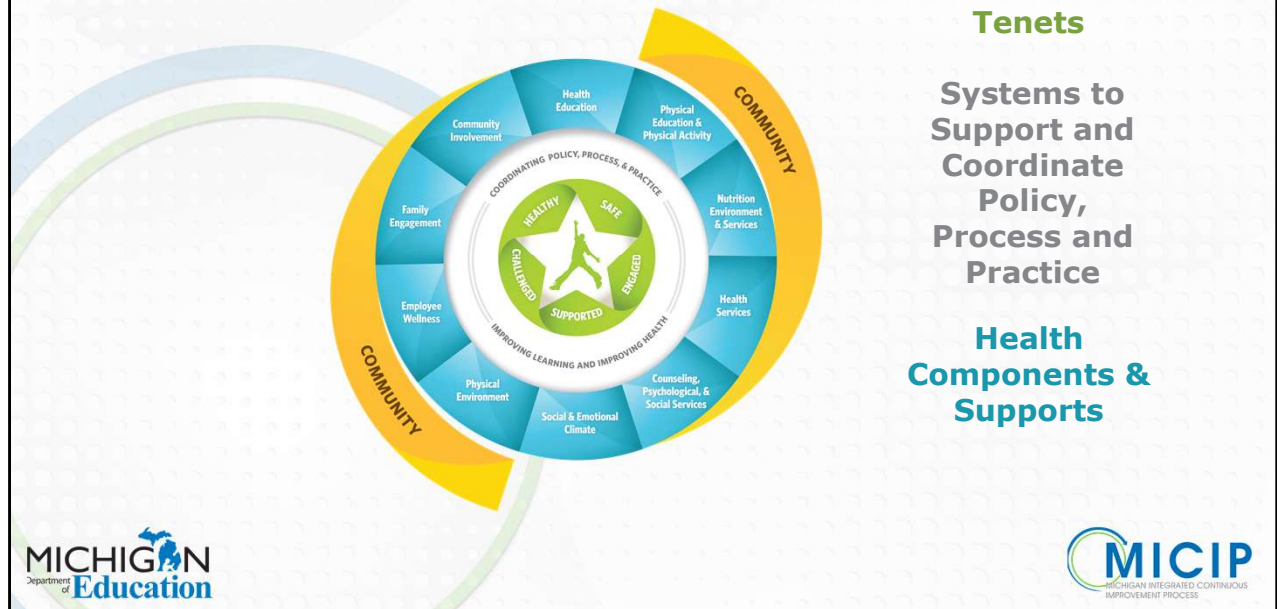 Tenets
Systems to
Support and
Coordinate
Policy,
Process and
Practice
Health
Components &
Supports
COMMUNITY
Health
Education
Physical
Education &
Physical Activity
Nutrition
Environment
& Services
Health
Services
Counseling,
Psychological, &
Social Services
Social & Emotional
Climate
Physical
Environment
Employee
Wellness
Family
Engagement
Community
Involvement
COORDINATING POLICY, PROCESS, & PRACTICE
IMPROVING LEARNING AND IMPROVING HEALTH
HEALTHY
SAFE
ENGAGED
SUPPORTED
CHALLENGED
COMMUNITY
MICHIGAN
Department
of Education
MICIP
MICHIGAN INTEGRATED CONTINUOUS
IMPROVEMENT PROCESS